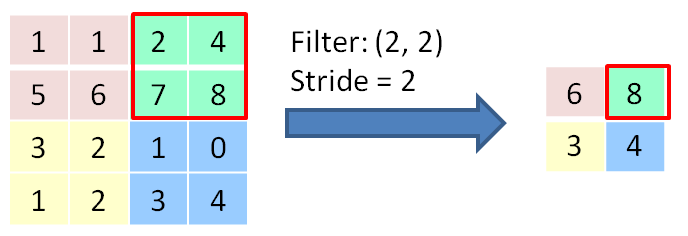 1 1 2 4
5 6 7 8
3 2 1 0
1 2 3 4
Filter: (2, 2)
Stride = 2
6 8
3 4